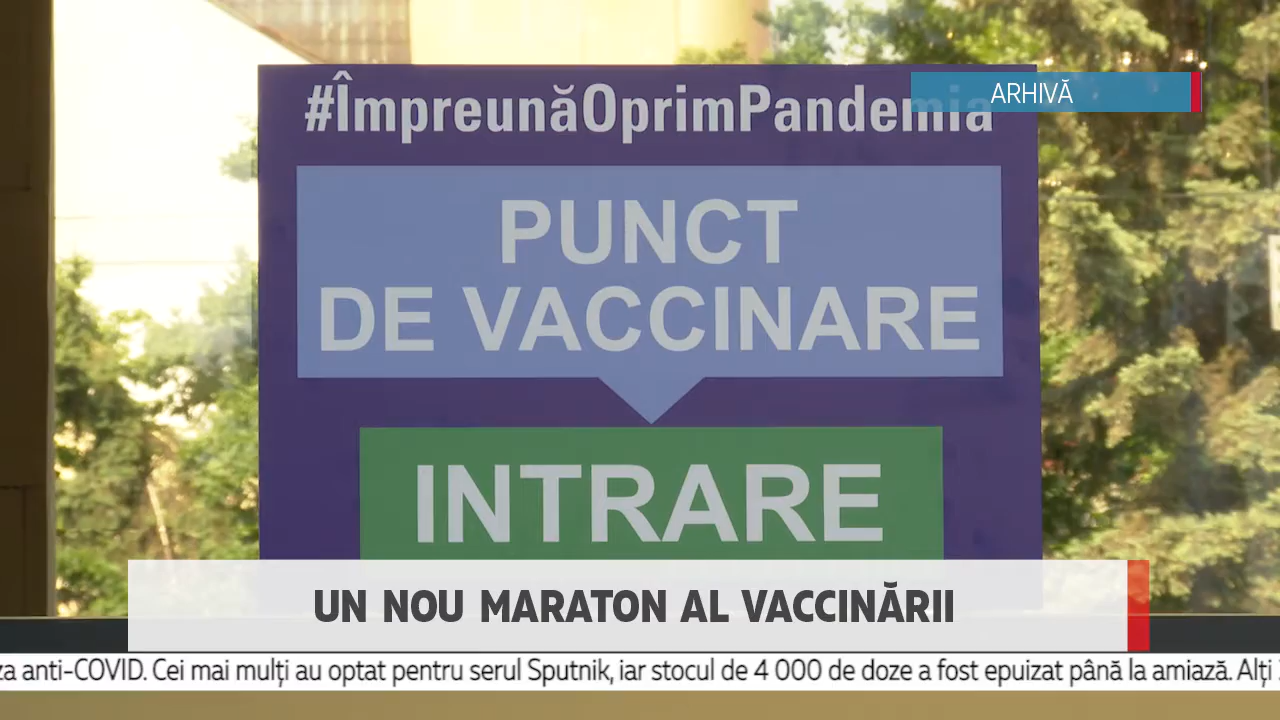 #ÎmpreunăOprimPandemia
ARHIVĂ
PUNCT
DE VACCINARE
INTRARE
UN NOU MARATON AL VACCINĂRII
anti-COVID. Cei mai mulți au optat pentru serul Sputnik, iar stocul de 4 000 de doze a fost epuizat până la amiază. Alți